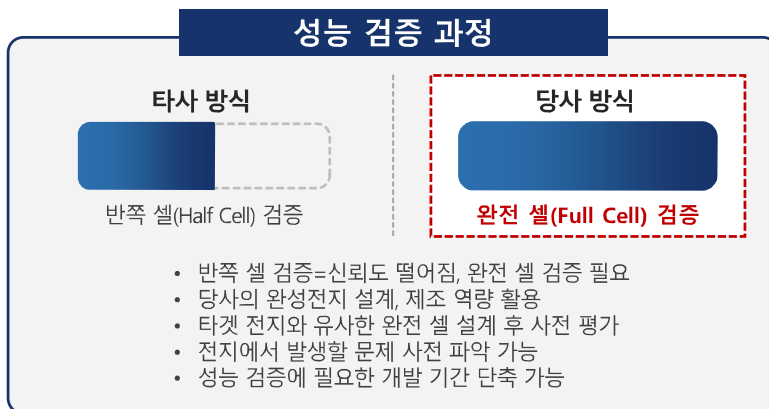 성능 검증 과정
타사 방식
당사 방식
반쪽 셀(Half Cell) 검증
완전 셀(Full Cell) 검증
• 반쪽 셀 검증=신뢰도 떨어짐, 완전 셀 검증 필요
• 당사의 완성전지 설계, 제조 역량 활용
• 타겟 전지와 유사한 완전 셀 설계 후 사전 평가
• 전지에서 발생할 문제 사전 파악 가능
• 성능 검증에 필요한 개발 기간 단축 가능